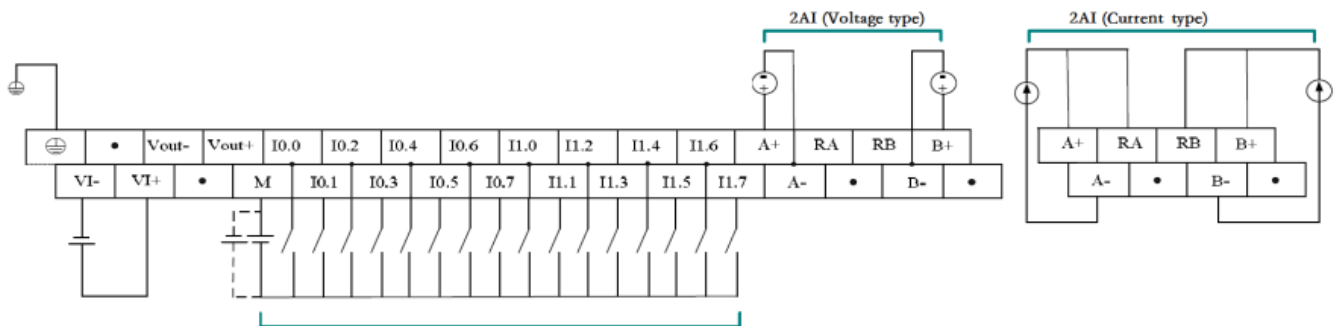 2AI (Voltage type) 2AI (Current type)
- + - +
• Vout- Vout+ I0.0 I0.2 I0.4 I0.6 I1.0 I1.2 I1.4 I1.6 A+ RA RB B+
A+ RA RB B+
VI- VI+ • M I0.1 I0.3 I0.5 I0.7 I1.1 I1.3 I1.5 I1.7 A- • B- •
A- • B- •